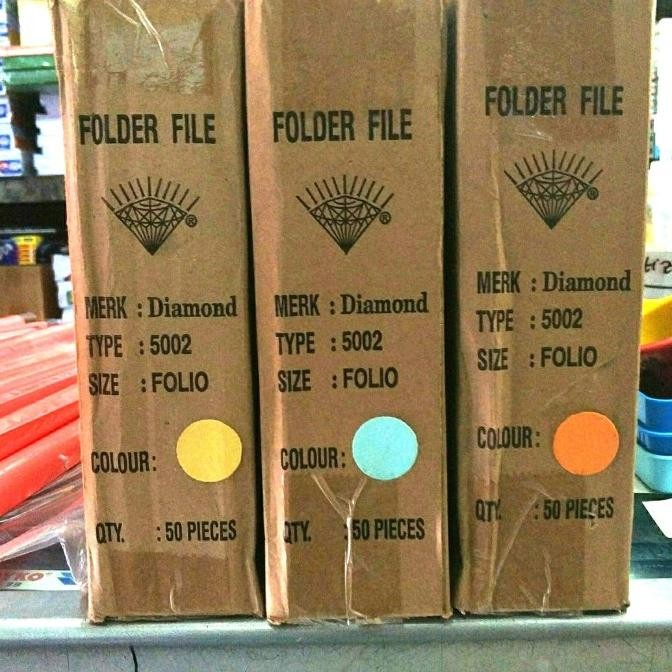 FOLDER FILE
®
MERK : Diamond
TYPE : 5002
SIZE : FOLIO
COLOUR :
QTY. : 50 PIECES
FOLDER FILE
®
MERK : Diamond
TYPE : 5002
SIZE : FOLIO
COLOUR :
QTY. : 50 PIECES
FOLDER FILE
®
MERK : Diamond
TYPE : 5002
SIZE : FOLIO
COLOUR :
QTY. : 50 PIECES